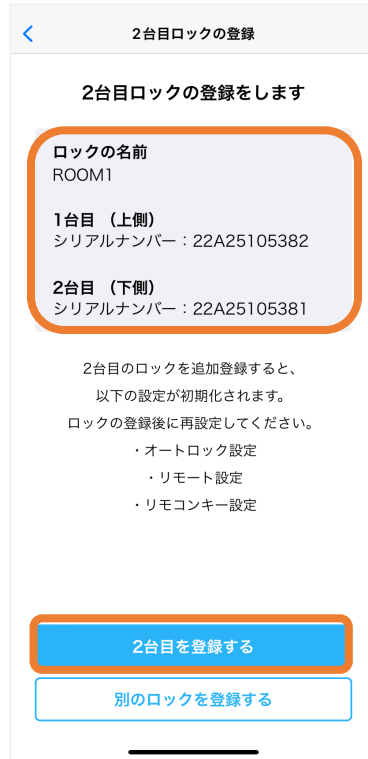 2台目ロックの登録
2台目ロックの登録をします
ロックの名前
ROOM1
1台目 （上側）
シリアルナンバー：22A25105382
2台目 （下側）
シリアルナンバー：22A25105381
2台目のロックを追加登録すると、
以下の設定が初期化されます。
ロックの登録後に再設定してください。
・オートロック設定
・リモート設定
・リモコンキー設定
2台目を登録する
別のロックを登録する